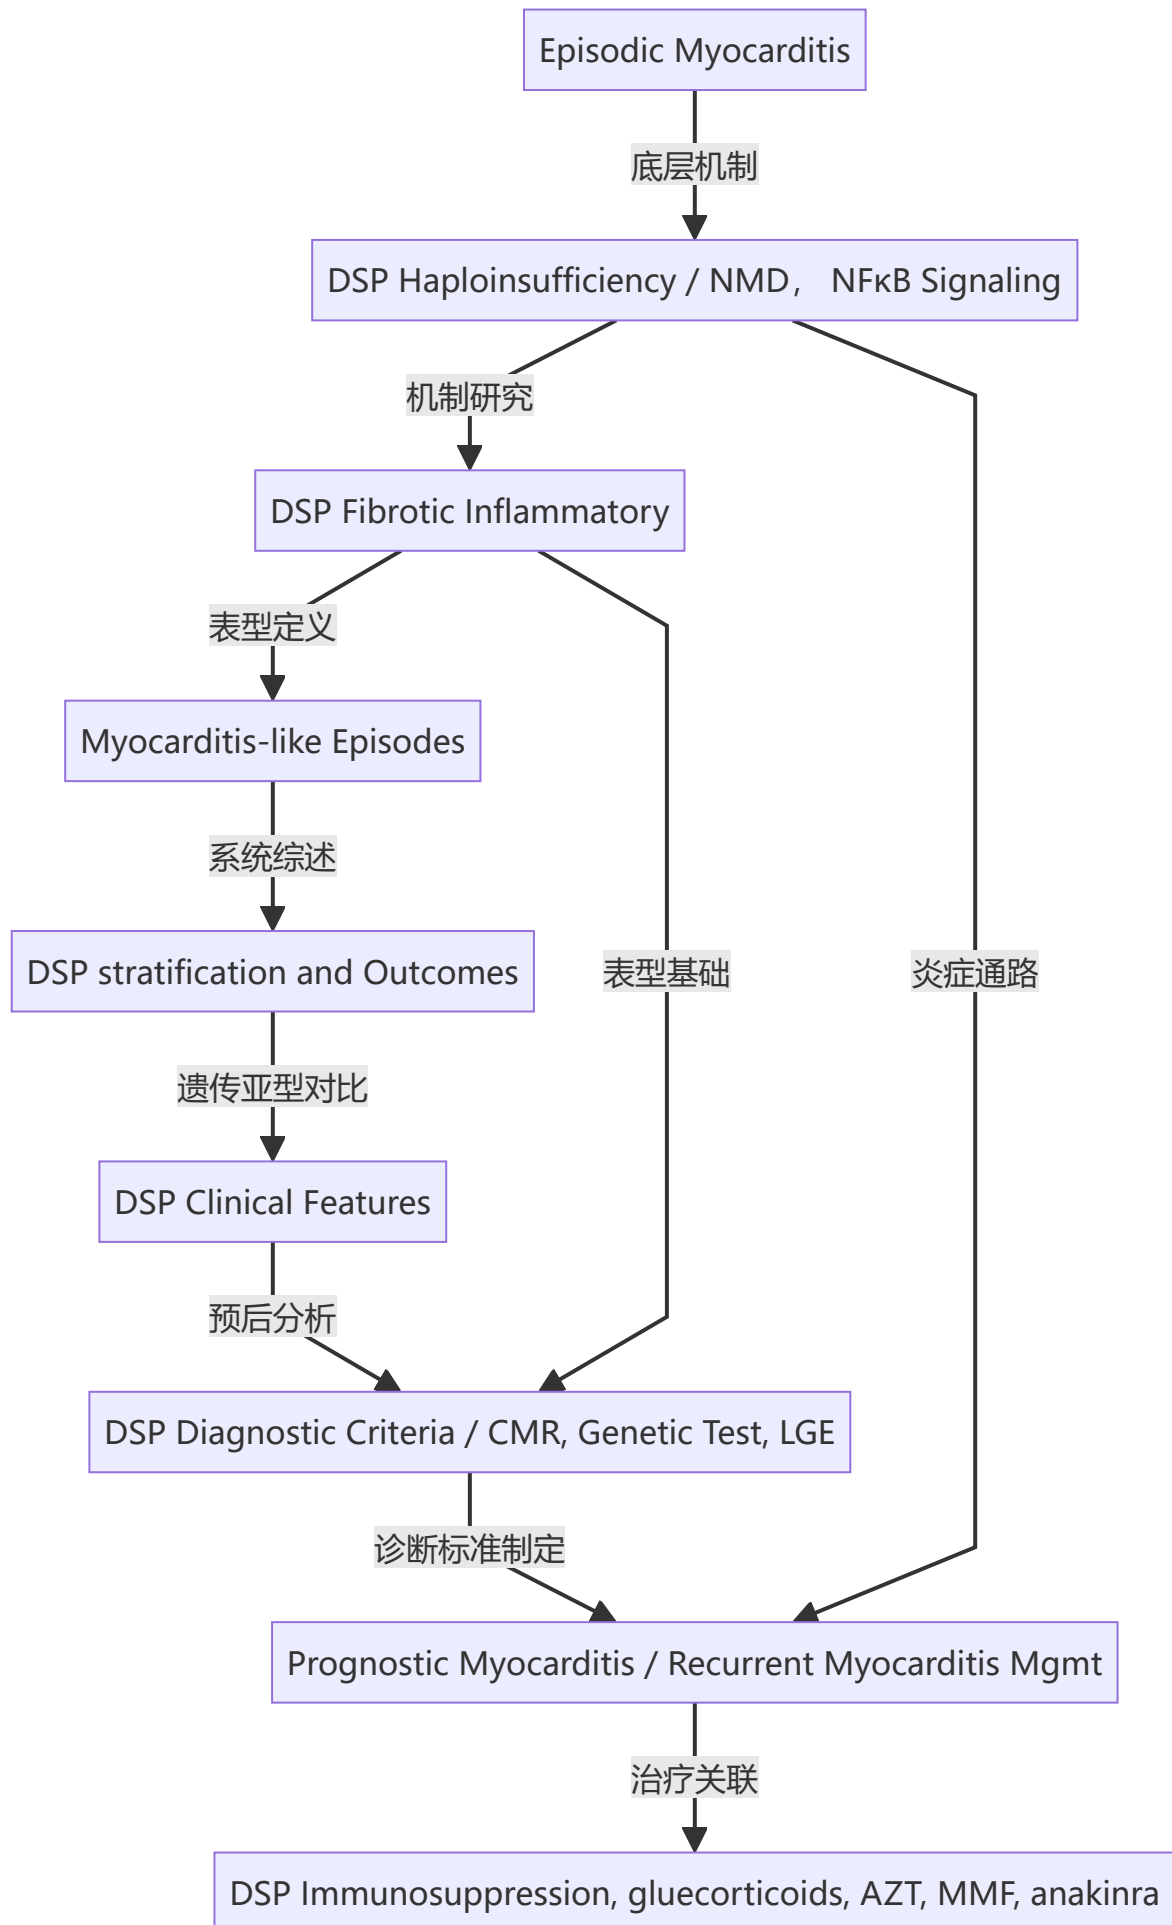 Episodic Myocarditis
底层机制
DSP Haploinsufficiency / NMD， NFκB Signaling
机制研究
DSP Fibrotic Inflammatory
表型定义
Myocarditis-like Episodes
系统综述
DSP stratification and Outcomes
表型基础
炎症通路
遗传亚型对比
DSP Clinical Features
预后分析
DSP Diagnostic Criteria / CMR, Genetic Test, LGE
诊断标准制定
Prognostic Myocarditis / Recurrent Myocarditis Mgmt
治疗关联
DSP Immunosuppression, gluecorticoids, AZT, MMF, anakinra